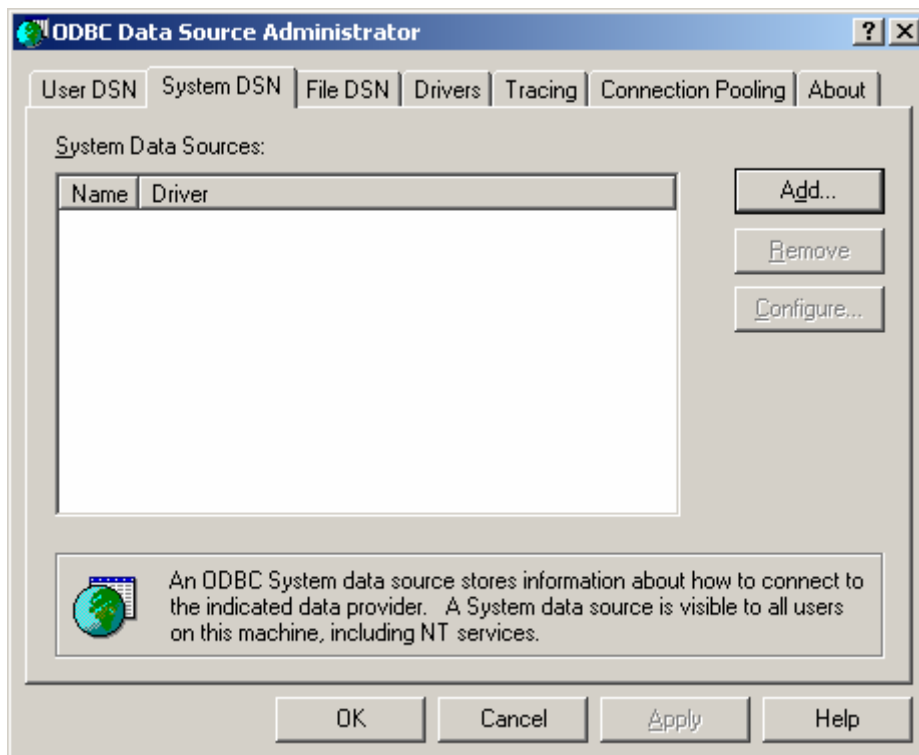 ODBC Data Source Administrator
User DSN System DSN File DSN Drivers Tracing Connection Pooling About
System Data Sources:
Name Driver
Add...
Remove
Configure...
An ODBC System data source stores information about how to connect to
the indicated data provider. A System data source is visible to all users
on this machine, including NT services.
OK Cancel Apply Help